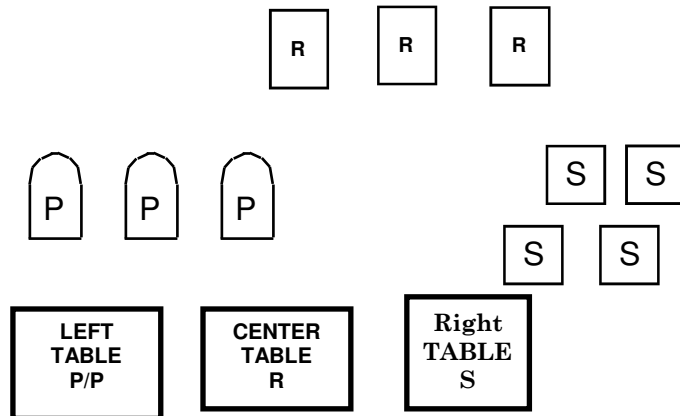 R R R
P P P
S S
S S
LEFT
TABLE
P/P
CENTER
TABLE
R
Right
TABLE
S